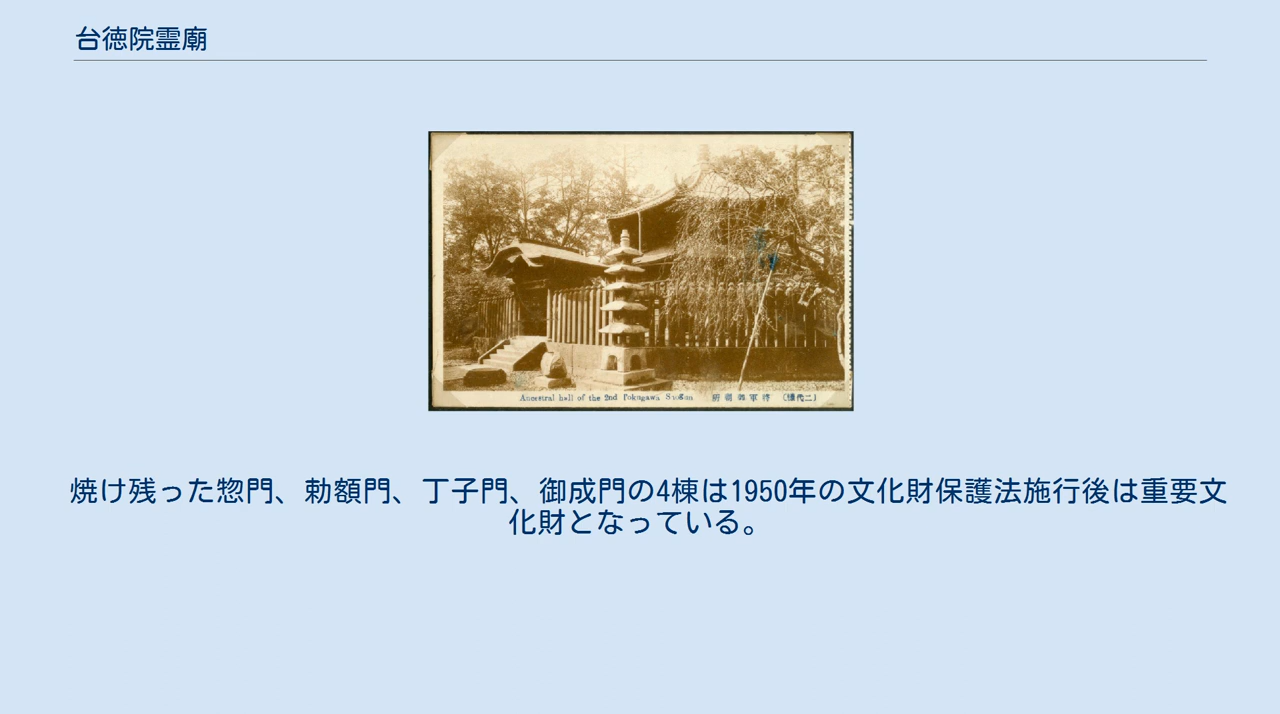 台徳院霊廟
Ancestral hall of the 2nd Tokugawa
焼け残った惣門、勅額門、丁子門、御成門の4棟は1950年の文化財保護法施行後は重要文
化財となっている。